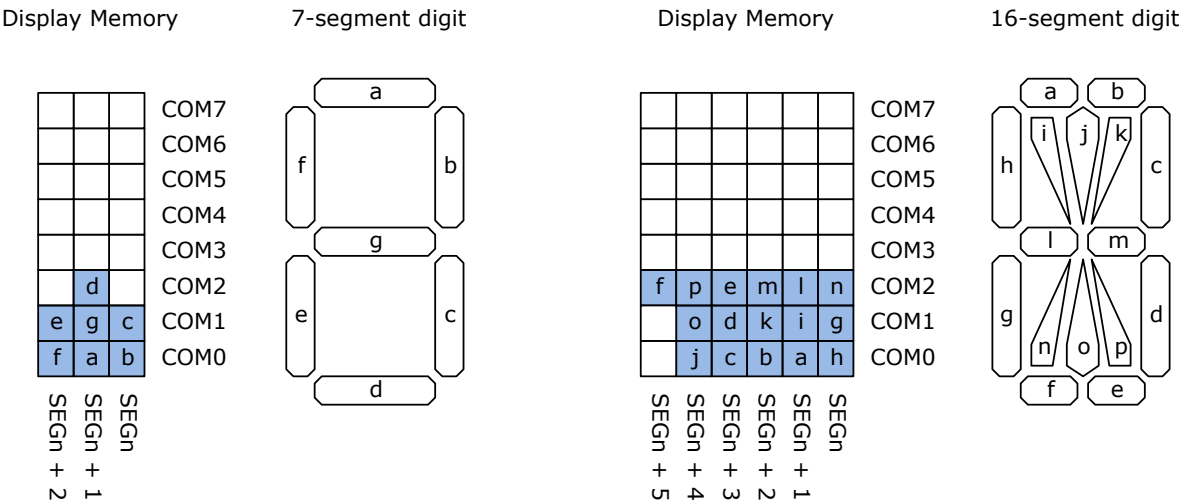 Display Memory 7-segment digit Display Memory 16-segment digit
a a b
COM7 COM7
i j k
COM6 COM6
f b h c
COM5 COM5
COM4 COM4
g l m
COM3 COM3
d COM2 f p e m l n COM2
e g c COM1 e c o d k i g COM1 g d
n o p
f a b COM0 j c b a h COM0
d f e
SEGn + 2 SEGn + 1 SEGn SEGn + 5 SEGn + 4 SEGn + 3 SEGn + 2 SEGn + 1 SEGn